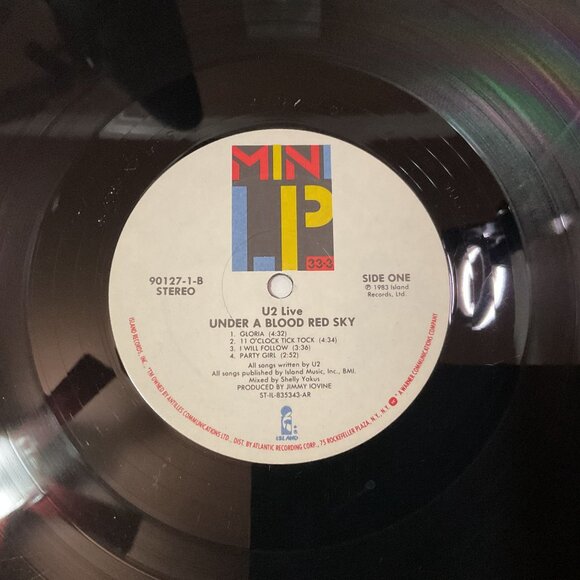 MINI
LP
33⅓
90127-1-B
STEREO
SIDE ONE
℗ 1983 Island
Records, Ltd.
U2 Live
UNDER A BLOOD RED SKY
1. GLORIA (4:32)
2. 11 O'CLOCK TICK TOCK (4:34)
3. I WILL FOLLOW (3:36)
4. PARTY GIRL (2:52)
All songs written by U2
All songs published by Island Music, Inc., BMI.
Mixed by Shelly Yakus
PRODUCED BY JIMMY IOVINE
ST-IL-835343-AR
ISLAND
ISLAND RECORDS, INC., ™ OWNED BY ANTILLES COMMUNICATIONS LTD., DIST. BY ATLANTIC RECORDING CORP., 75 ROCKEFELLER PLAZA, N.Y., N.Y. A WARNER COMMUNICATIONS COMPANY